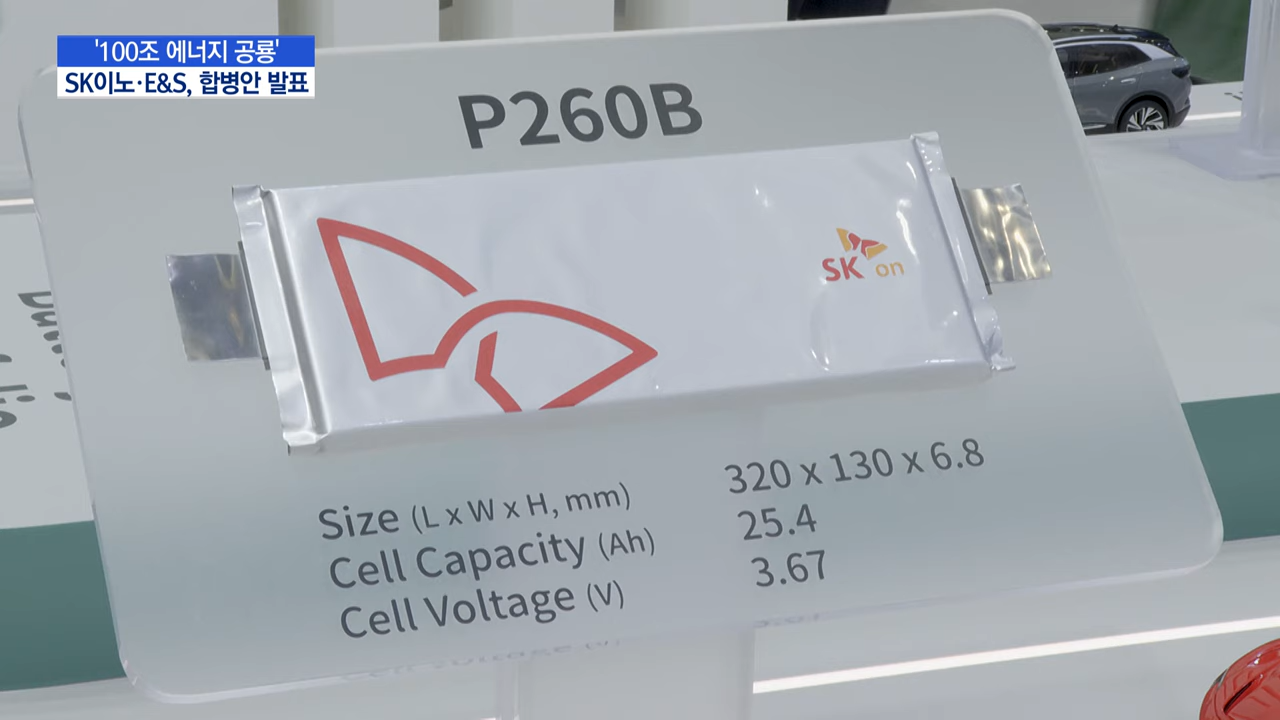 '100조 에너지 공룡'
SK이노·E&S, 합병안 발표
P260B
SK on
Size (L x W x H, mm) 320 x 130 x 6.8
Cell Capacity (Ah) 25.4
Cell Voltage (V) 3.67